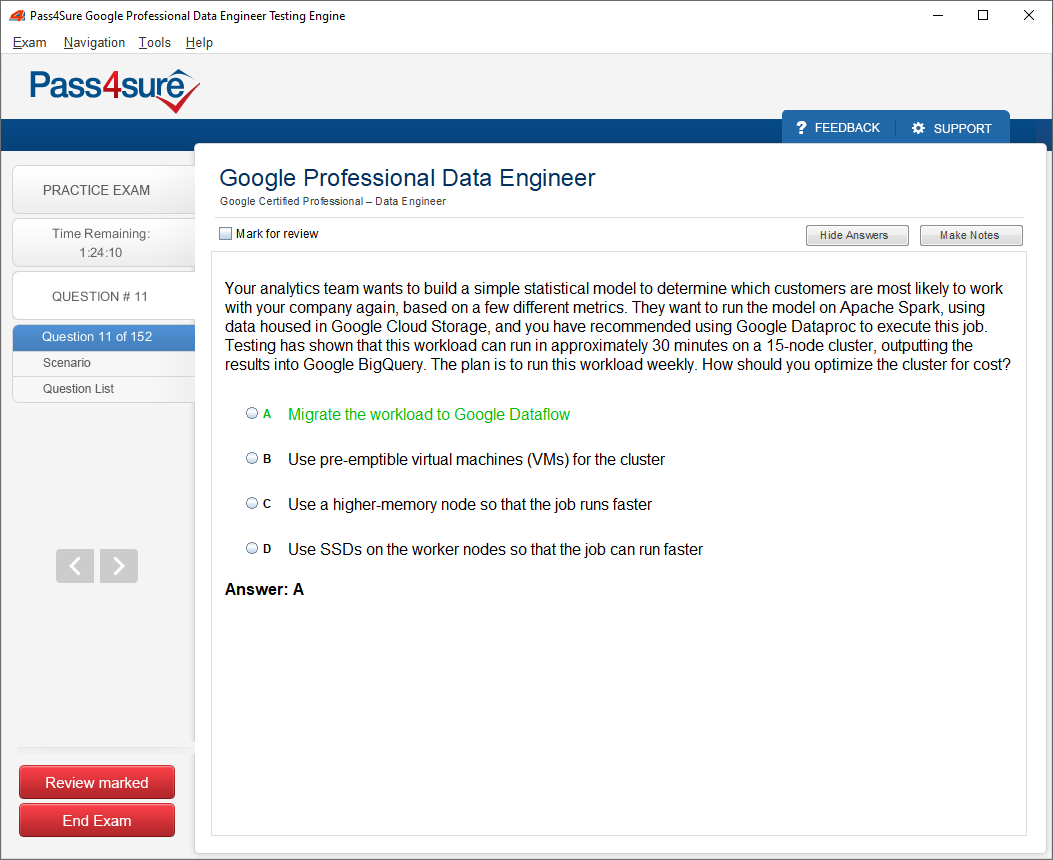 Pass4Sure Google Professional Data Engineer Testing Engine
Exam Navigation Tools Help
Pass4sure
? FEEDBACK SUPPORT
PRACTICE EXAM
Time Remaining:
1:24:10
QUESTION # 11
Question 11 of 152
Scenario
Question List
Review marked
End Exam
Google Professional Data Engineer
Google Certified Professional – Data Engineer
Mark for review
Hide Answers Make Notes
Your analytics team wants to build a simple statistical model to determine which customers are most likely to work
with your company again, based on a few different metrics. They want to run the model on Apache Spark, using
data housed in Google Cloud Storage, and you have recommended using Google Dataproc to execute this job.
Testing has shown that this workload can run in approximately 30 minutes on a 15-node cluster, outputting the
results into Google BigQuery. The plan is to run this workload weekly. How should you optimize the cluster for cost?
A Migrate the workload to Google Dataflow
B Use pre-emptible virtual machines (VMs) for the cluster
C Use a higher-memory node so that the job runs faster
D Use SSDs on the worker nodes so that the job can run faster
Answer: A